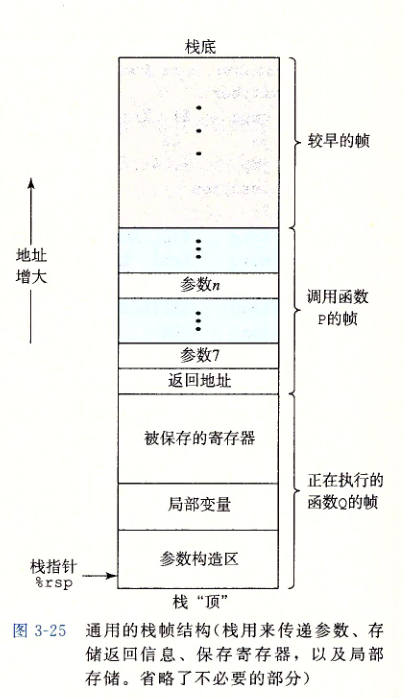 栈底
较早的帧
地址
增大
参数n
调用函数
P的帧
参数7
返回地址
被保存的寄存器
正在执行的
函数Q的帧
局部变量
栈指针
%rsp
参数构造区
栈“顶”
图 3-25 通用的栈帧结构(栈用来传递参数、存
储返回信息、保存寄存器，以及局部
存储。省略了不必要的部分)